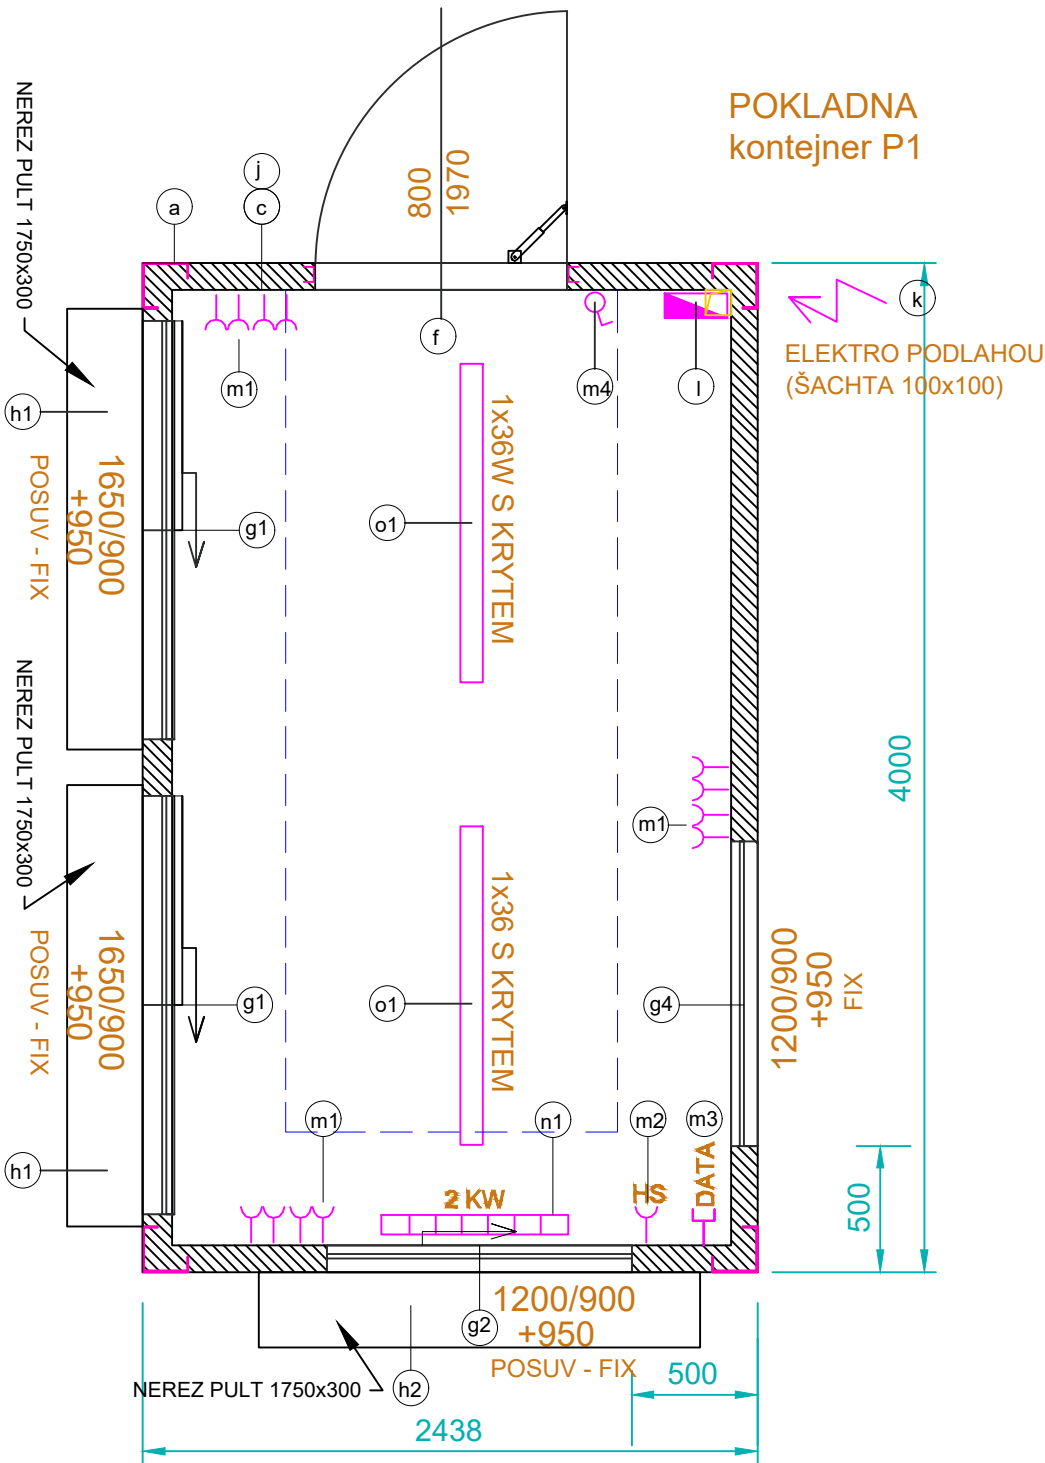 POKLADNA
kontejner P1
NEREZ PULT 1750x300
j
c
a
800
1970
f
k
ELEKTRO PODLAHOU
(ŠACHTA 100x100)
m1
m4
l
h1
1650/900
+950
POSUV - FIX
g1
o1
1x36W S KRYTEM
NEREZ PULT 1750x300
4000
m1
1650/900
+950
POSUV - FIX
g1
o1
1x36 S KRYTEM
g4
1200/900
+950
FIX
h1
m1
n1
m2
m3
2 KW
HS
DATA
500
1200/900
+950
POSUV - FIX
g2
h2
NEREZ PULT 1750x300
500
2438